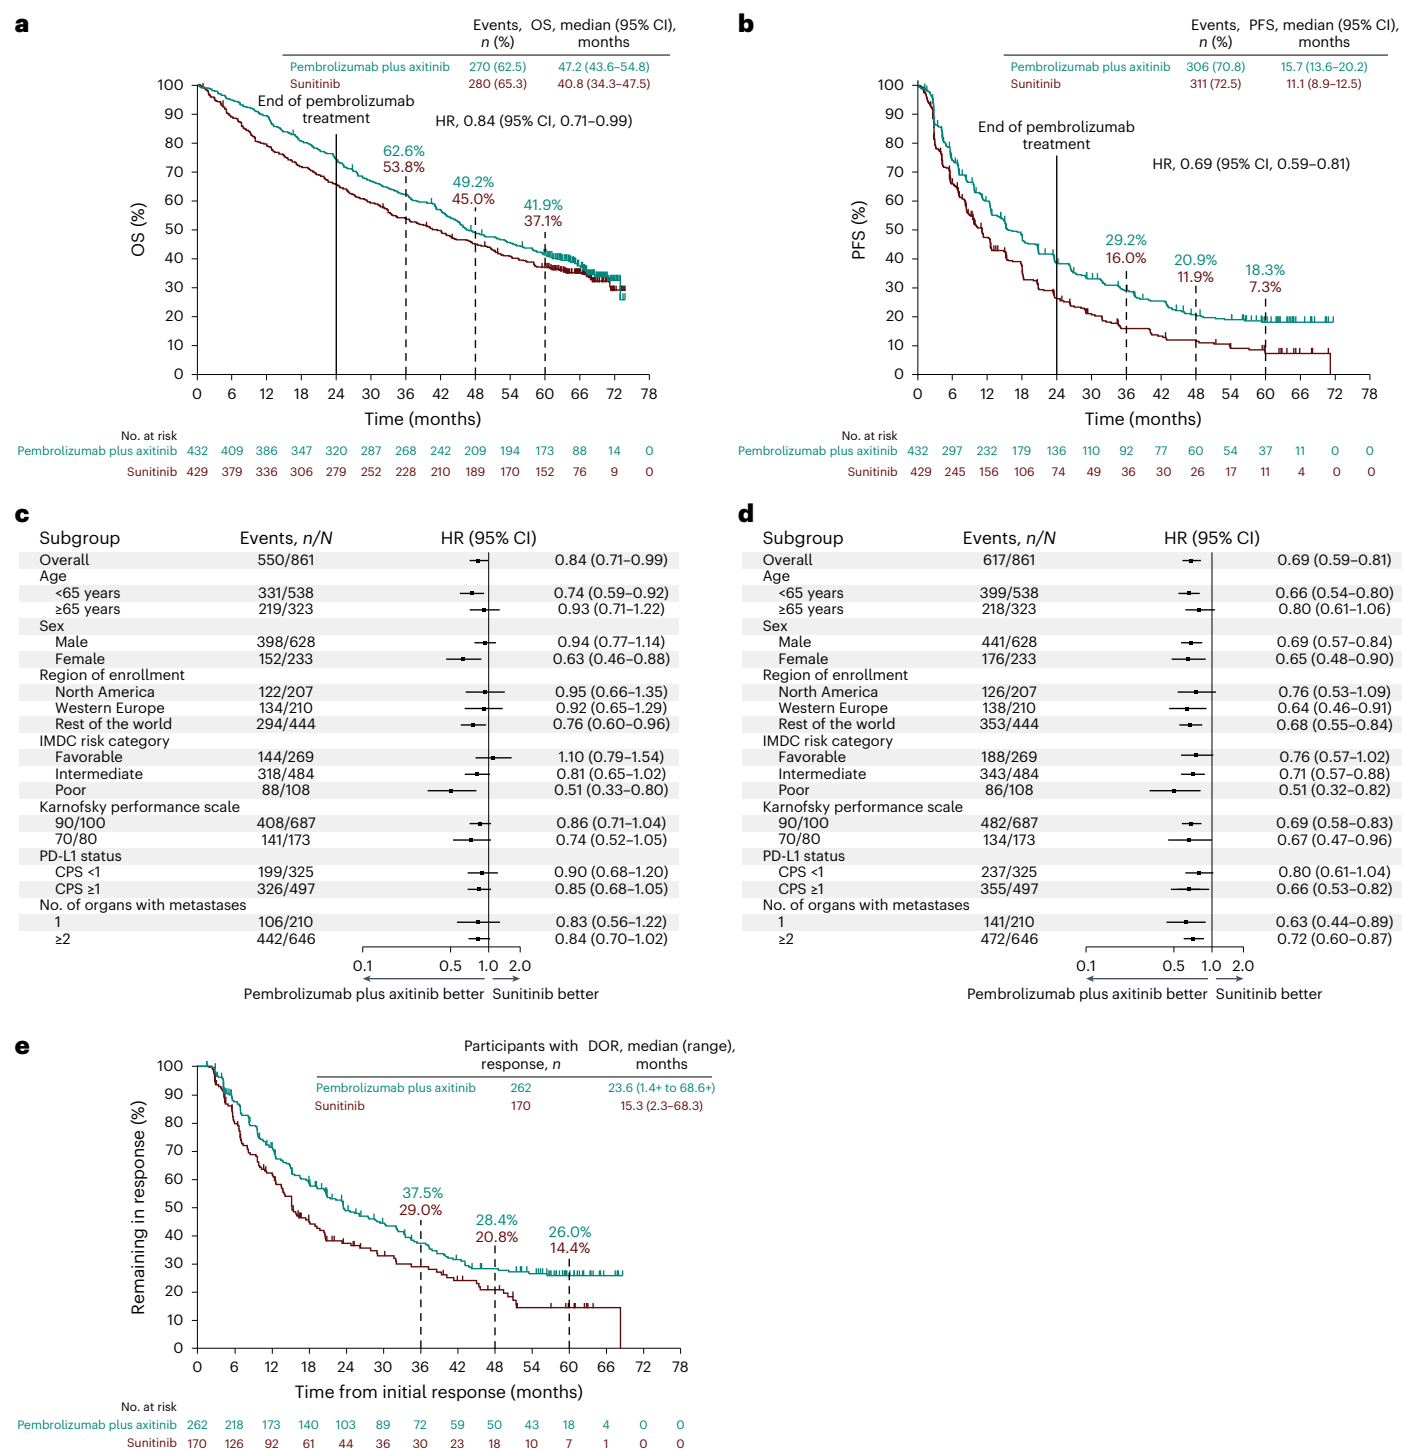 a
Events, OS, median (95% CI),
n (%) months
Pembrolizumab plus axitinib 270 (62.5) 47.2 (43.6–54.8)
Sunitinib 280 (65.3) 40.8 (34.3–47.5)
End of pembrolizumab
treatment
HR, 0.84 (95% CI, 0.71–0.99)
62.6%
53.8%
49.2%
45.0%
41.9%
37.1%
OS (%)
100
90
80
70
60
50
40
30
20
10
0
0 6 12 18 24 30 36 42 48 54 60 66 72 78
Time (months)
No. at risk
Pembrolizumab plus axitinib 432 409 386 347 320 287 268 242 209 194 173 88 14 0
Sunitinib 429 379 336 306 279 252 228 210 189 170 152 76 9 0
b
Events, PFS, median (95% CI),
n (%) months
Pembrolizumab plus axitinib 306 (70.8) 15.7 (13.6–20.2)
Sunitinib 311 (72.5) 11.1 (8.9–12.5)
End of pembrolizumab
treatment
HR, 0.69 (95% CI, 0.59–0.81)
29.2%
16.0%
20.9%
11.9%
18.3%
7.3%
PFS (%)
100
90
80
70
60
50
40
30
20
10
0
0 6 12 18 24 30 36 42 48 54 60 66 72 78
Time (months)
No. at risk
Pembrolizumab plus axitinib 432 297 232 179 136 110 92 77 60 54 37 11 0 0
Sunitinib 429 245 156 106 74 49 36 30 26 17 11 4 0 0
c
Subgroup Events, n/N HR (95% CI)
Overall 550/861 0.84 (0.71–0.99)
Age
<65 years 331/538 0.74 (0.59–0.92)
≥65 years 219/323 0.93 (0.71–1.22)
Sex
Male 398/628 0.94 (0.77–1.14)
Female 152/233 0.63 (0.46–0.88)
Region of enrollment
North America 122/207 0.95 (0.66–1.35)
Western Europe 134/210 0.92 (0.65–1.29)
Rest of the world 294/444 0.76 (0.60–0.96)
IMDC risk category
Favorable 144/269 1.10 (0.79–1.54)
Intermediate 318/484 0.81 (0.65–1.02)
Poor 88/108 0.51 (0.33–0.80)
Karnofsky performance scale
90/100 408/687 0.86 (0.71–1.04)
70/80 141/173 0.74 (0.52–1.05)
PD-L1 status
CPS <1 199/325 0.90 (0.68–1.20)
CPS ≥1 326/497 0.85 (0.68–1.05)
No. of organs with metastases
1 106/210 0.83 (0.56–1.22)
≥2 442/646 0.84 (0.70–1.02)
0.1 0.5 1.0 2.0
Pembrolizumab plus axitinib better Sunitinib better
d
Subgroup Events, n/N HR (95% CI)
Overall 617/861 0.69 (0.59–0.81)
Age
<65 years 399/538 0.66 (0.54–0.80)
≥65 years 218/323 0.80 (0.61–1.06)
Sex
Male 441/628 0.69 (0.57–0.84)
Female 176/233 0.65 (0.48–0.90)
Region of enrollment
North America 126/207 0.76 (0.53–1.09)
Western Europe 138/210 0.64 (0.46–0.91)
Rest of the world 353/444 0.68 (0.55–0.84)
IMDC risk category
Favorable 188/269 0.76 (0.57–1.02)
Intermediate 343/484 0.71 (0.57–0.88)
Poor 86/108 0.51 (0.32–0.82)
Karnofsky performance scale
90/100 482/687 0.69 (0.58–0.83)
70/80 134/173 0.67 (0.47–0.96)
PD-L1 status
CPS <1 237/325 0.80 (0.61–1.04)
CPS ≥1 355/497 0.66 (0.53–0.82)
No. of organs with metastases
1 141/210 0.63 (0.44–0.89)
≥2 472/646 0.72 (0.60–0.87)
0.1 0.5 1.0 2.0
Pembrolizumab plus axitinib better Sunitinib better
e
Participants with DOR, median (range),
response, n months
Pembrolizumab plus axitinib 262 23.6 (1.4+ to 68.6+)
Sunitinib 170 15.3 (2.3–68.3)
37.5%
29.0%
28.4%
20.8%
26.0%
14.4%
Remaining in response (%)
100
90
80
70
60
50
40
30
20
10
0
0 6 12 18 24 30 36 42 48 54 60 66 72 78
Time from initial response (months)
No. at risk
Pembrolizumab plus axitinib 262 218 173 140 103 89 72 59 50 43 18 4 0 0
Sunitinib 170 126 92 61 44 36 30 23 18 10 7 1 0 0